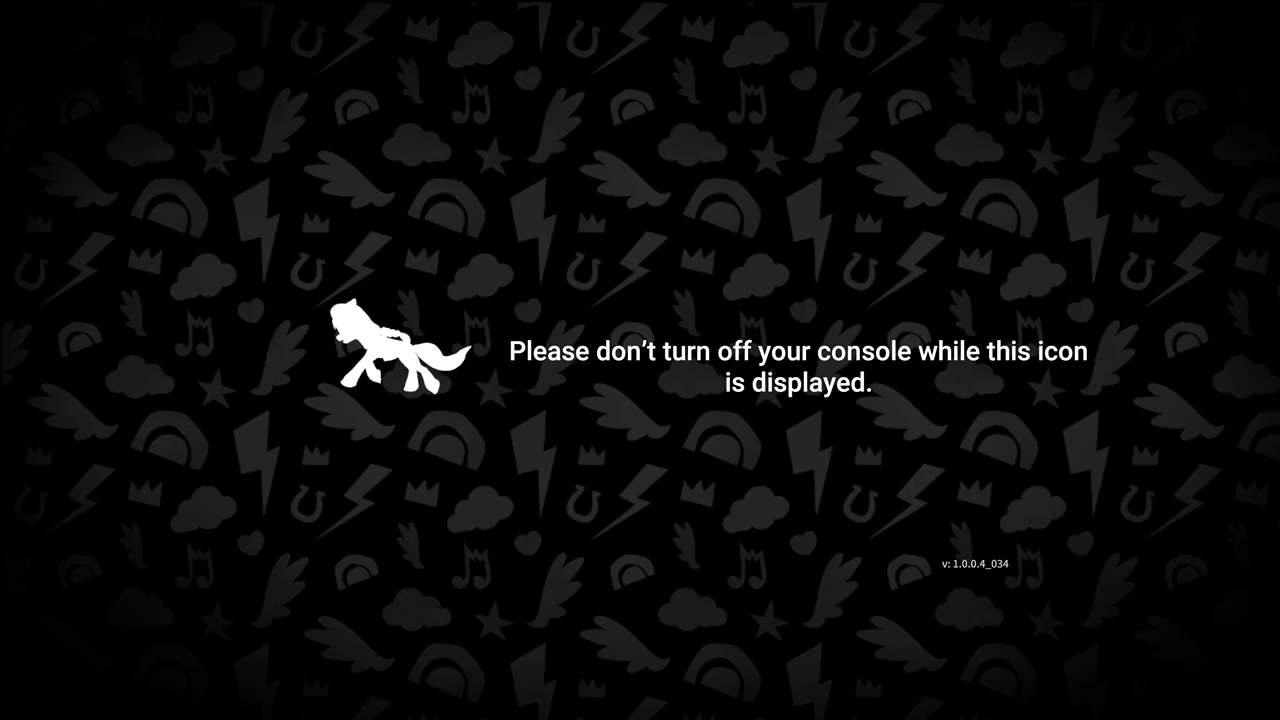 Please don’t turn off your console while this icon
is displayed.
v: 1.0.0.4_034